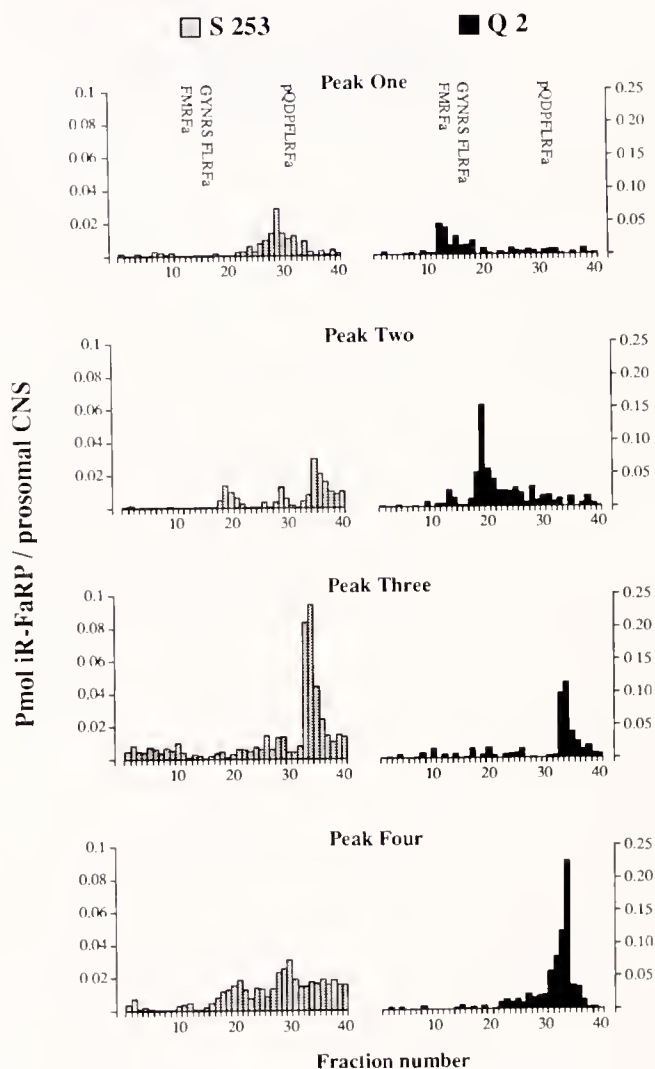 S 253 Q 2
Peak One
FMRFa
GYNRS FLRFa
pQDPFLRFa
FMRFa
GYNRS FLRFa
pQDPFLRFa
0.1
0.08
0.06
0.04
0.02
0.25
0.20
0.15
0.10
0.05
10 20 30 40
10 20 30 40
Peak Two
0.1
0.08
0.06
0.04
0.02
0.25
0.20
0.15
0.10
0.05
10 20 30 40
10 20 30 40
Pmol iR-FaRP / prosomal CNS
Peak Three
0.1
0.08
0.06
0.04
0.02
0.25
0.20
0.15
0.10
0.05
10 20 30 40
10 20 30 40
Peak Four
0.1
0.08
0.06
0.04
0.02
0.25
0.20
0.15
0.10
0.05
10 20 30 40
10 20 30 40
Fraction number